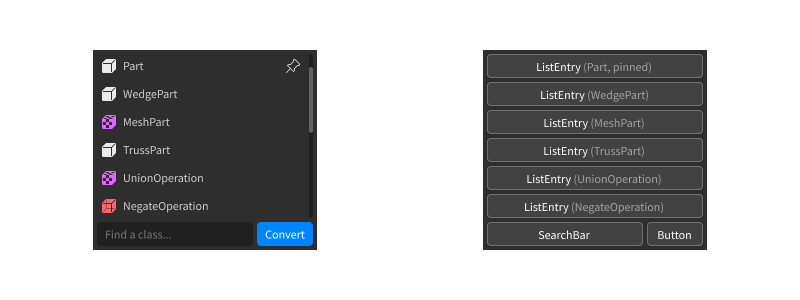 Part
WedgePart
MeshPart
TrussPart
UnionOperation
NegateOperation
Find a class...
Convert
ListEntry (Part, pinned)
ListEntry (WedgePart)
ListEntry (MeshPart)
ListEntry (TrussPart)
ListEntry (UnionOperation)
ListEntry (NegateOperation)
SearchBar
Button